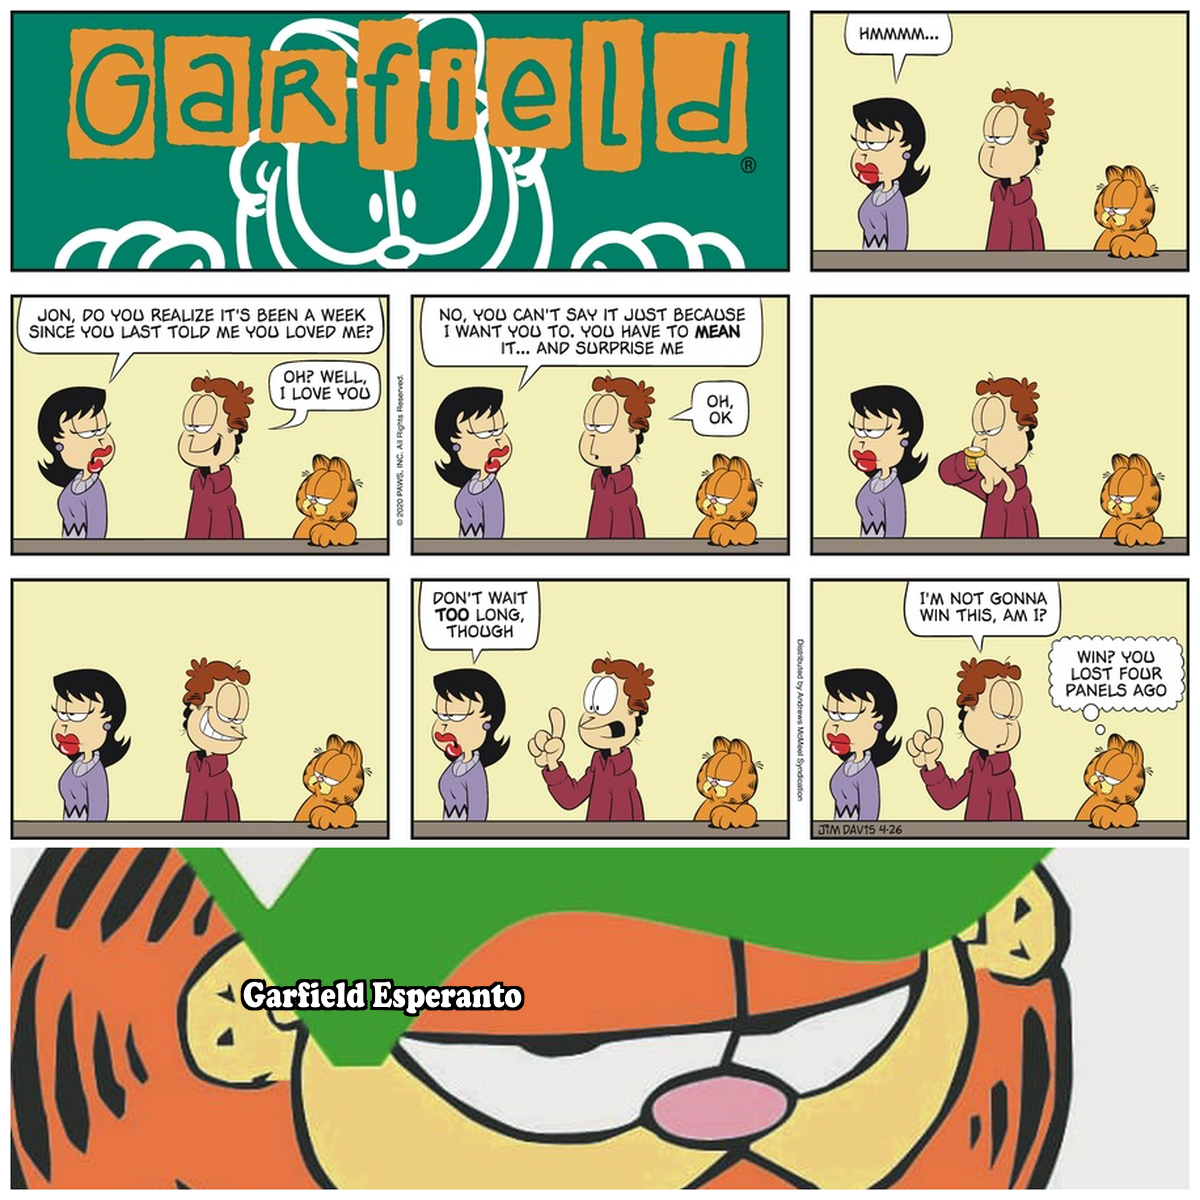 Garfield
®
HMMMM...
JON, DO YOU REALIZE IT'S BEEN A WEEK
SINCE YOU LAST TOLD ME YOU LOVED ME?
OH? WELL,
I LOVE YOU
© 2020 PAWS, INC. All Rights Reserved.
NO, YOU CAN'T SAY IT JUST BECAUSE
I WANT YOU TO. YOU HAVE TO MEAN
IT... AND SURPRISE ME
OH,
OK
DON'T WAIT
TOO LONG,
THOUGH
Distributed by Andrews McMeel Syndication
I'M NOT GONNA
WIN THIS, AM I?
WIN? YOU
LOST FOUR
PANELS AGO
JIM DAVIS 4-26
Garfield Esperanto